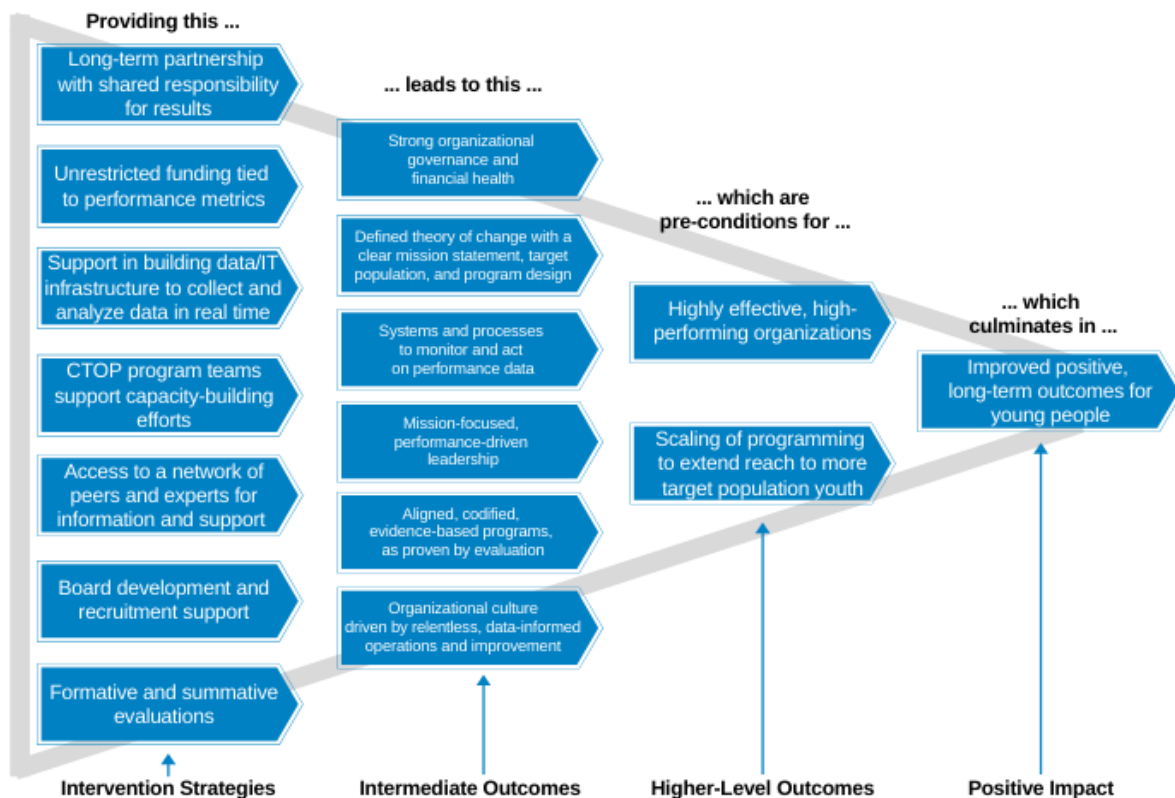 Providing this ...
Long-term partnership
with shared responsibility
for results
Unrestricted funding tied
to performance metrics
Support in building data/IT
infrastructure to collect and
analyze data in real time
CTOP program teams
support capacity-building
efforts
Access to a network of
peers and experts for
information and support
Board development and
recruitment support
Formative and summative
evaluations
Intervention Strategies
... leads to this ...
Strong organizational
governance and
financial health
Defined theory of change with a
clear mission statement, target
population, and program design
Systems and processes
to monitor and act
on performance data
Mission-focused,
performance-driven
leadership
Aligned, codified,
evidence-based programs,
as proven by evaluation
Organizational culture
driven by relentless, data-informed
operations and improvement
Intermediate Outcomes
... which are
pre-conditions for ...
Highly effective, high-
performing organizations
Scaling of programming
to extend reach to more
target population youth
Higher-Level Outcomes
... which
culminates in ...
Improved positive,
long-term outcomes for
young people
Positive Impact